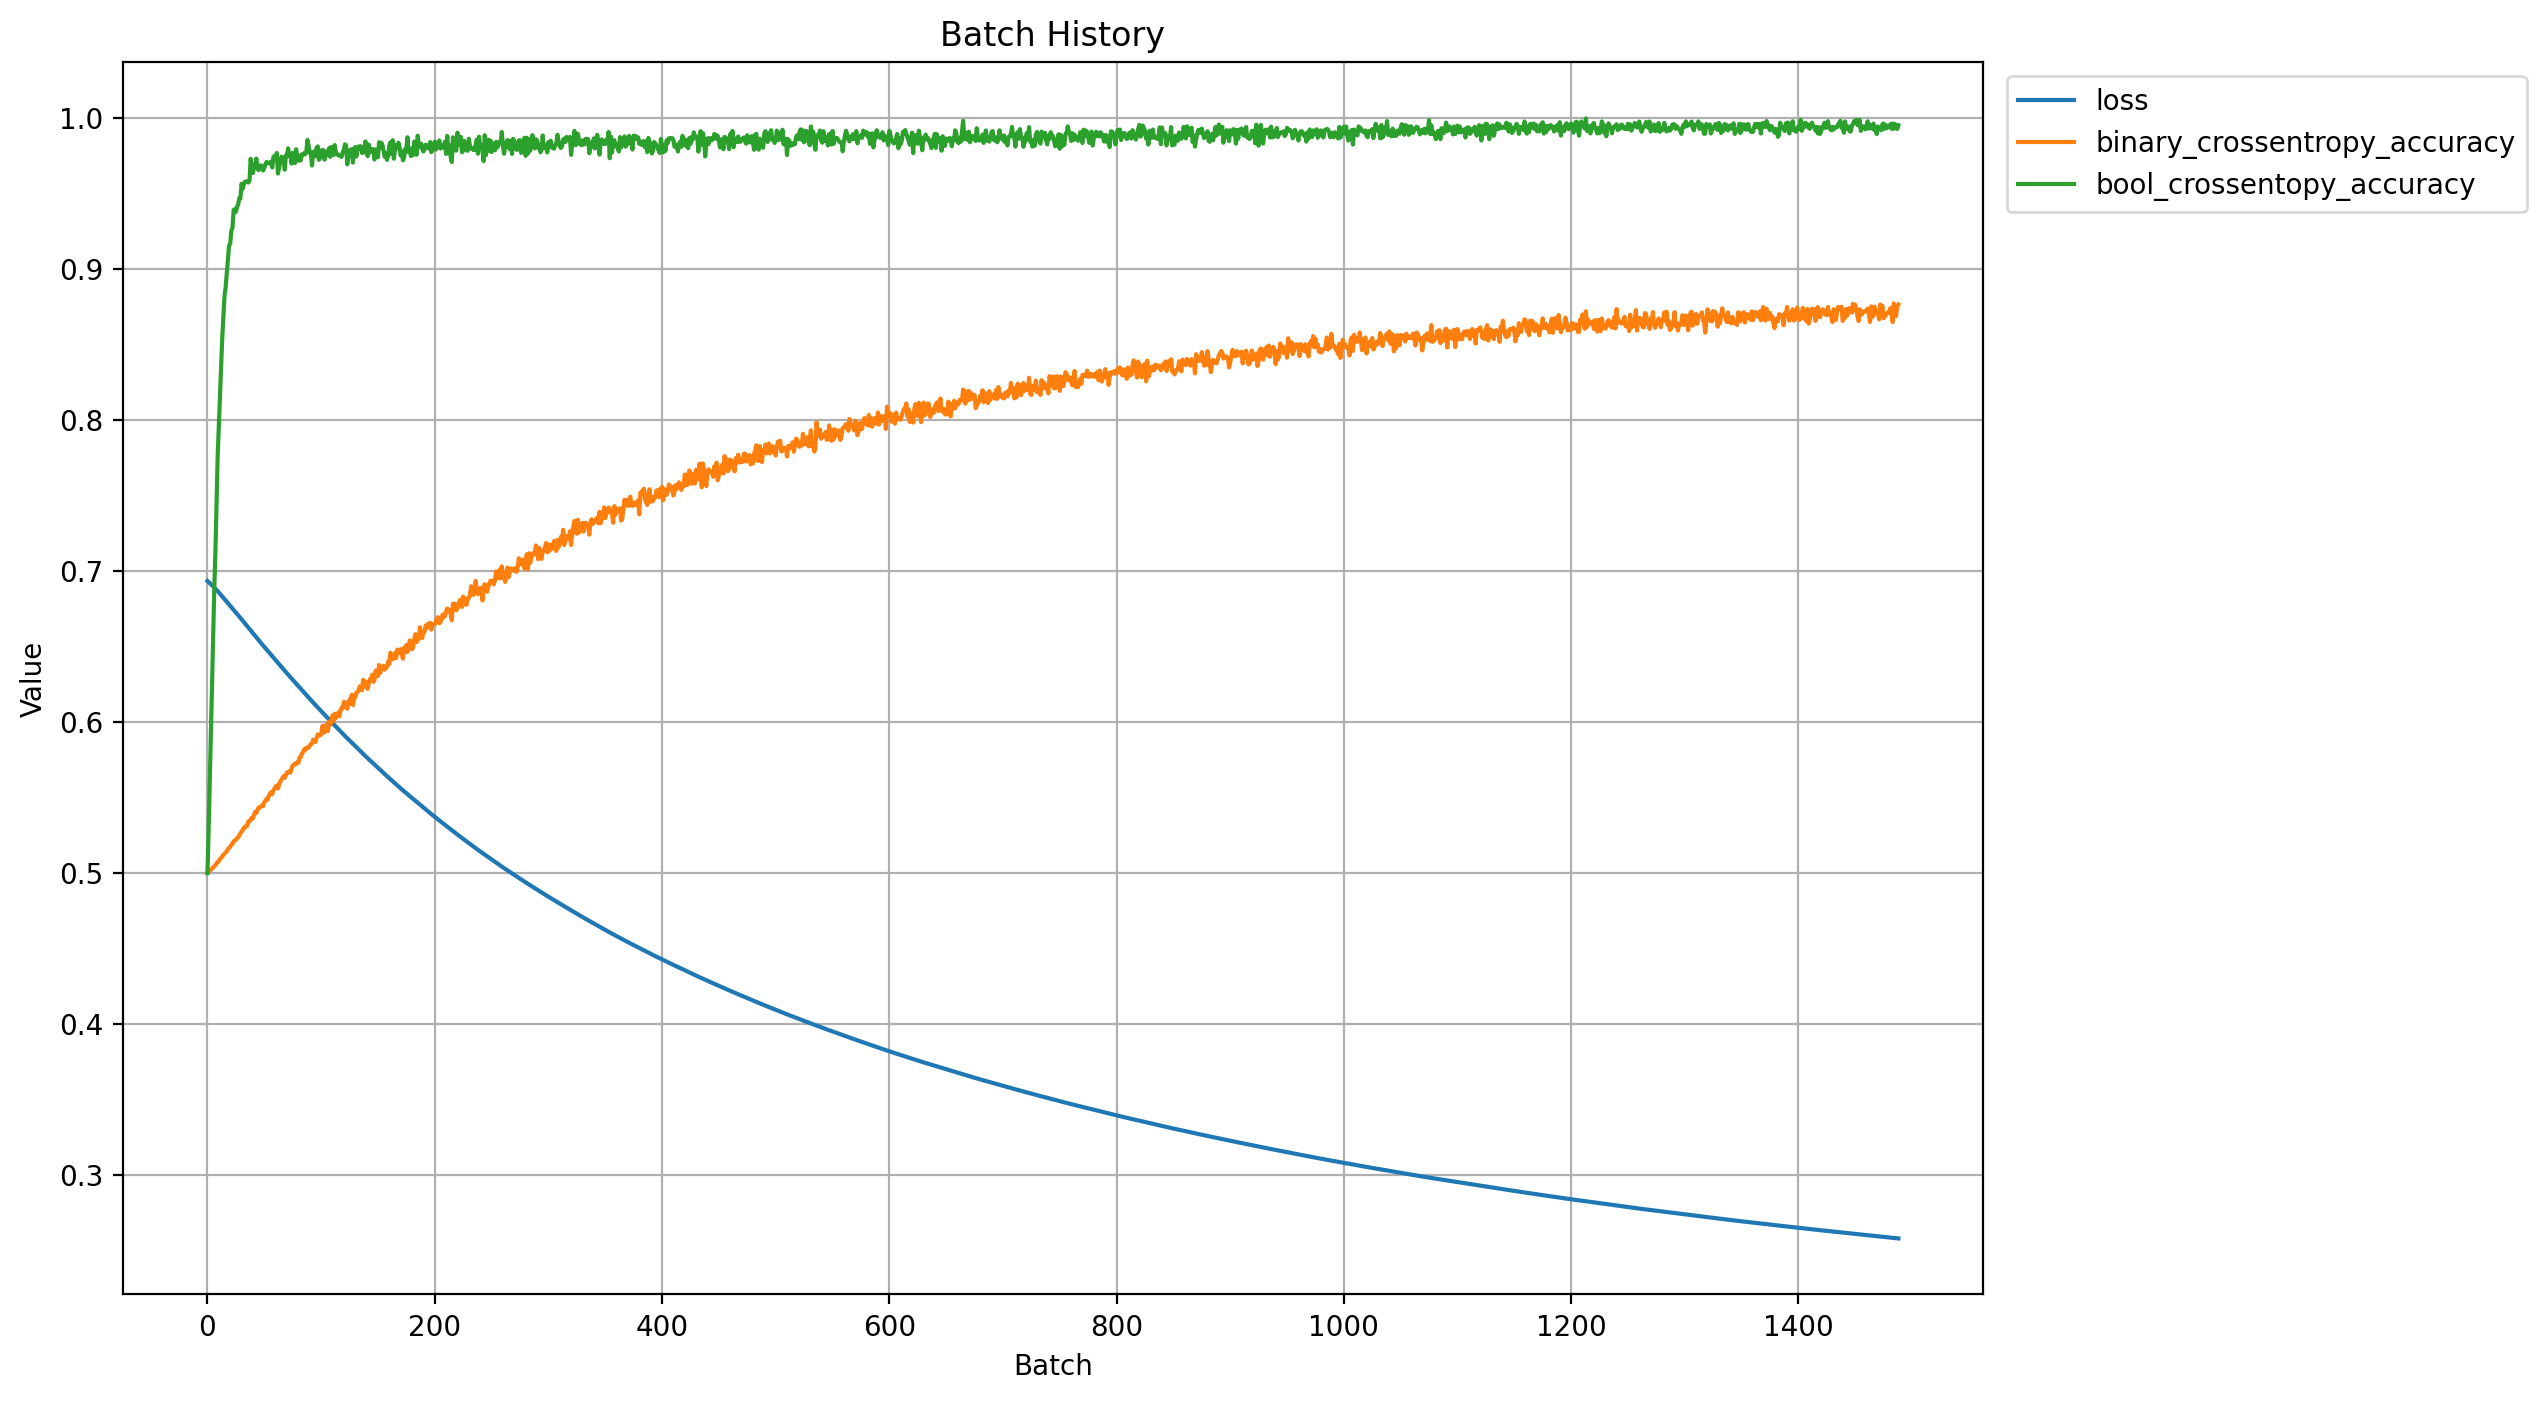 Batch History
1.0
0.9
0.8
0.7
0.6
0.5
0.4
0.3
Value
0 200 400 600 800 1000 1200 1400
Batch
loss
binary_crossentropy_accuracy
bool_crossentopy_accuracy